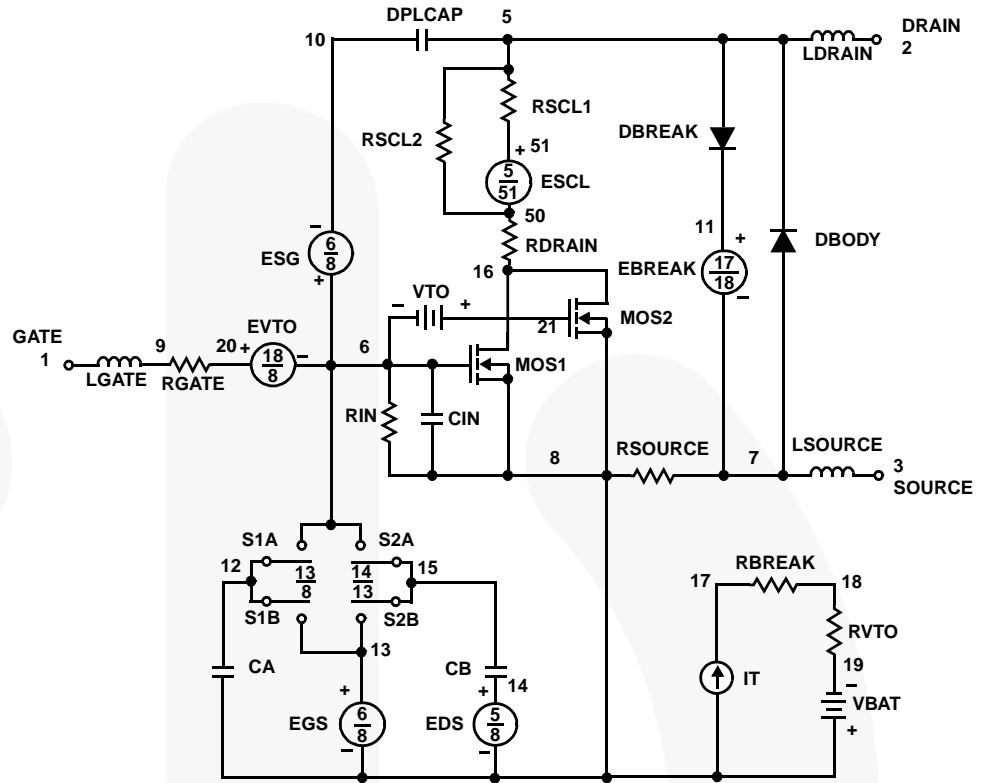 DPLCAP
5
10
DRAIN
2
LDRAIN
RSCL1
RSCL2
DBREAK
+ 51
5
51
ESCL
50
11
+
DBODY
RDRAIN
−
6
8
ESG
+
EBREAK
17
18
−
16
− VTO +
21
MOS2
EVTO
GATE
1
9
20 +
18
8
−
6
MOS1
LGATE
RGATE
RIN
CIN
8
RSOURCE
7
LSOURCE
3
SOURCE
S1A
S2A
12
13
8
14
13
15
S1B
S2B
13
RBREAK
17
18
RVTO
19
CA
CB
14
IT
−
VBAT
+
+
EGS
6
8
−
+
EDS
5
8
−